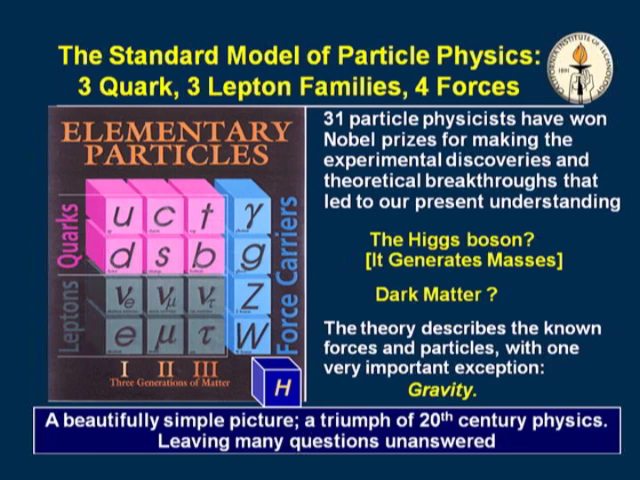 The Standard Model of Particle Physics:
3 Quark, 3 Lepton Families, 4 Forces
31 particle physicists have won
Nobel prizes for making the
experimental discoveries and
theoretical breakthroughs that
led to our present understanding
ELEMENTARY
PARTICLES
Quarks
u c t γ
d s b g
Leptons
νe νμ ντ Z
e μ τ W
Force Carriers
I II III
Three Generations of Matter
H
The Higgs boson?
[It Generates Masses]
Dark Matter ?
The theory describes the known
forces and particles, with one
very important exception:
Gravity.
A beautifully simple picture; a triumph of 20th century physics.
Leaving many questions unanswered